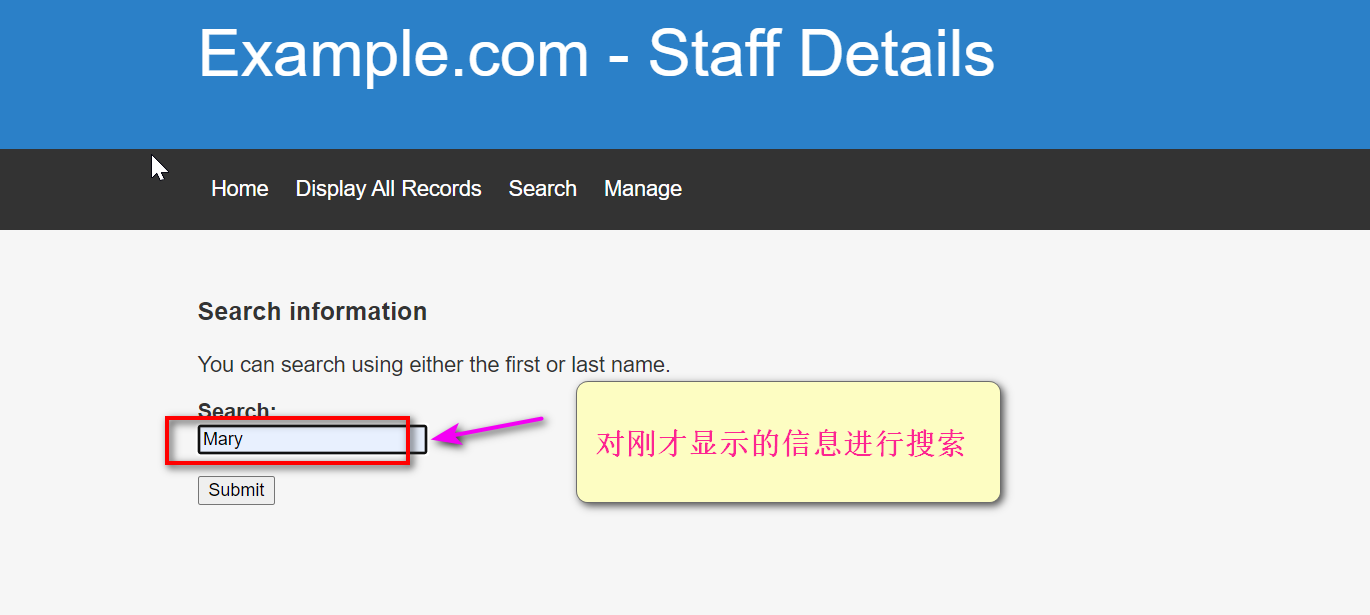 Example.com - Staff Details
Home Display All Records Search Manage
Search information
You can search using either the first or last name.
Search:
Mary
对刚才显示的信息进行搜索
Submit